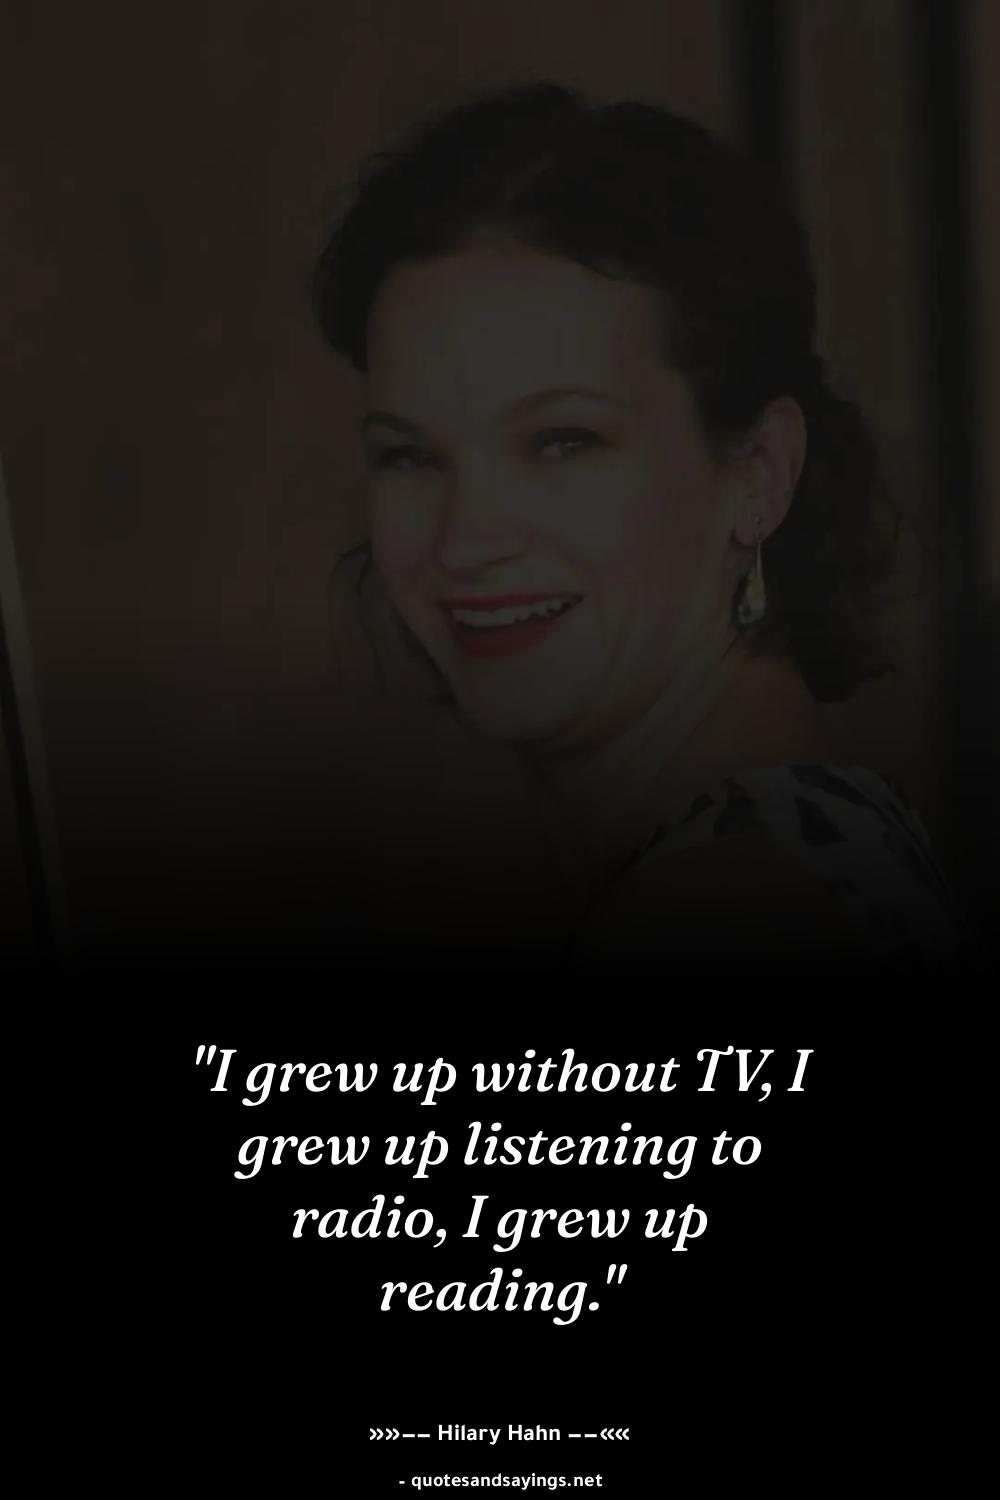 "I grew up without TV, I
grew up listening to
radio, I grew up
reading."
»»–– Hilary Hahn ––««
- quotesandsayings.net